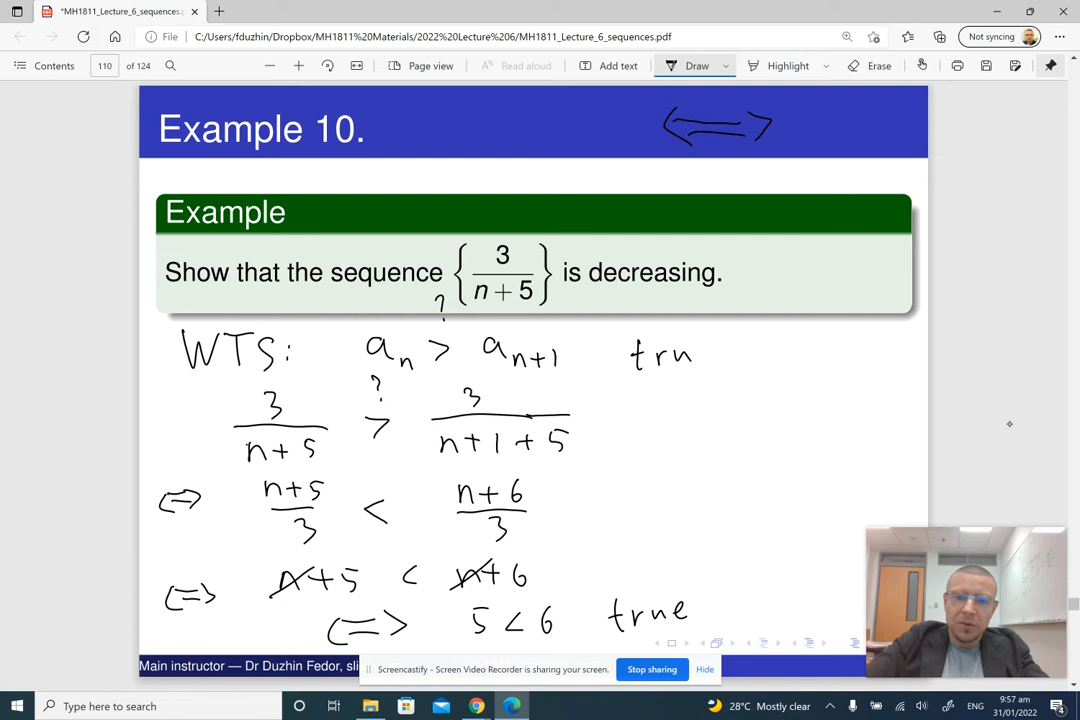 *MH1811_Lecture_6_sequences.p
File C:/Users/fduzhin/Dropbox/MH1811%20Materials/2022%20Lecture%206/MH1811_Lecture_6_sequences.pdf Not syncing
Contents 110 of 124 Page view Read aloud Add text Draw Highlight Erase
Example 10. ⇔
Example
Show that the sequence { 3 / n + 5 } is decreasing.
?
WTS: an > an+1 tru
?
3 / n+5 > 3 / n+1+5
⇔ n+5 / 3 < n+6 / 3
⇔ n+5 < n+6
⇔ 5 < 6 true
Main instructor — Dr Duzhin Fedor, sli
Screencastify - Screen Video Recorder is sharing your screen. Stop sharing Hide
Type here to search 28°C Mostly clear ENG 9:57 am 31/01/2022 4